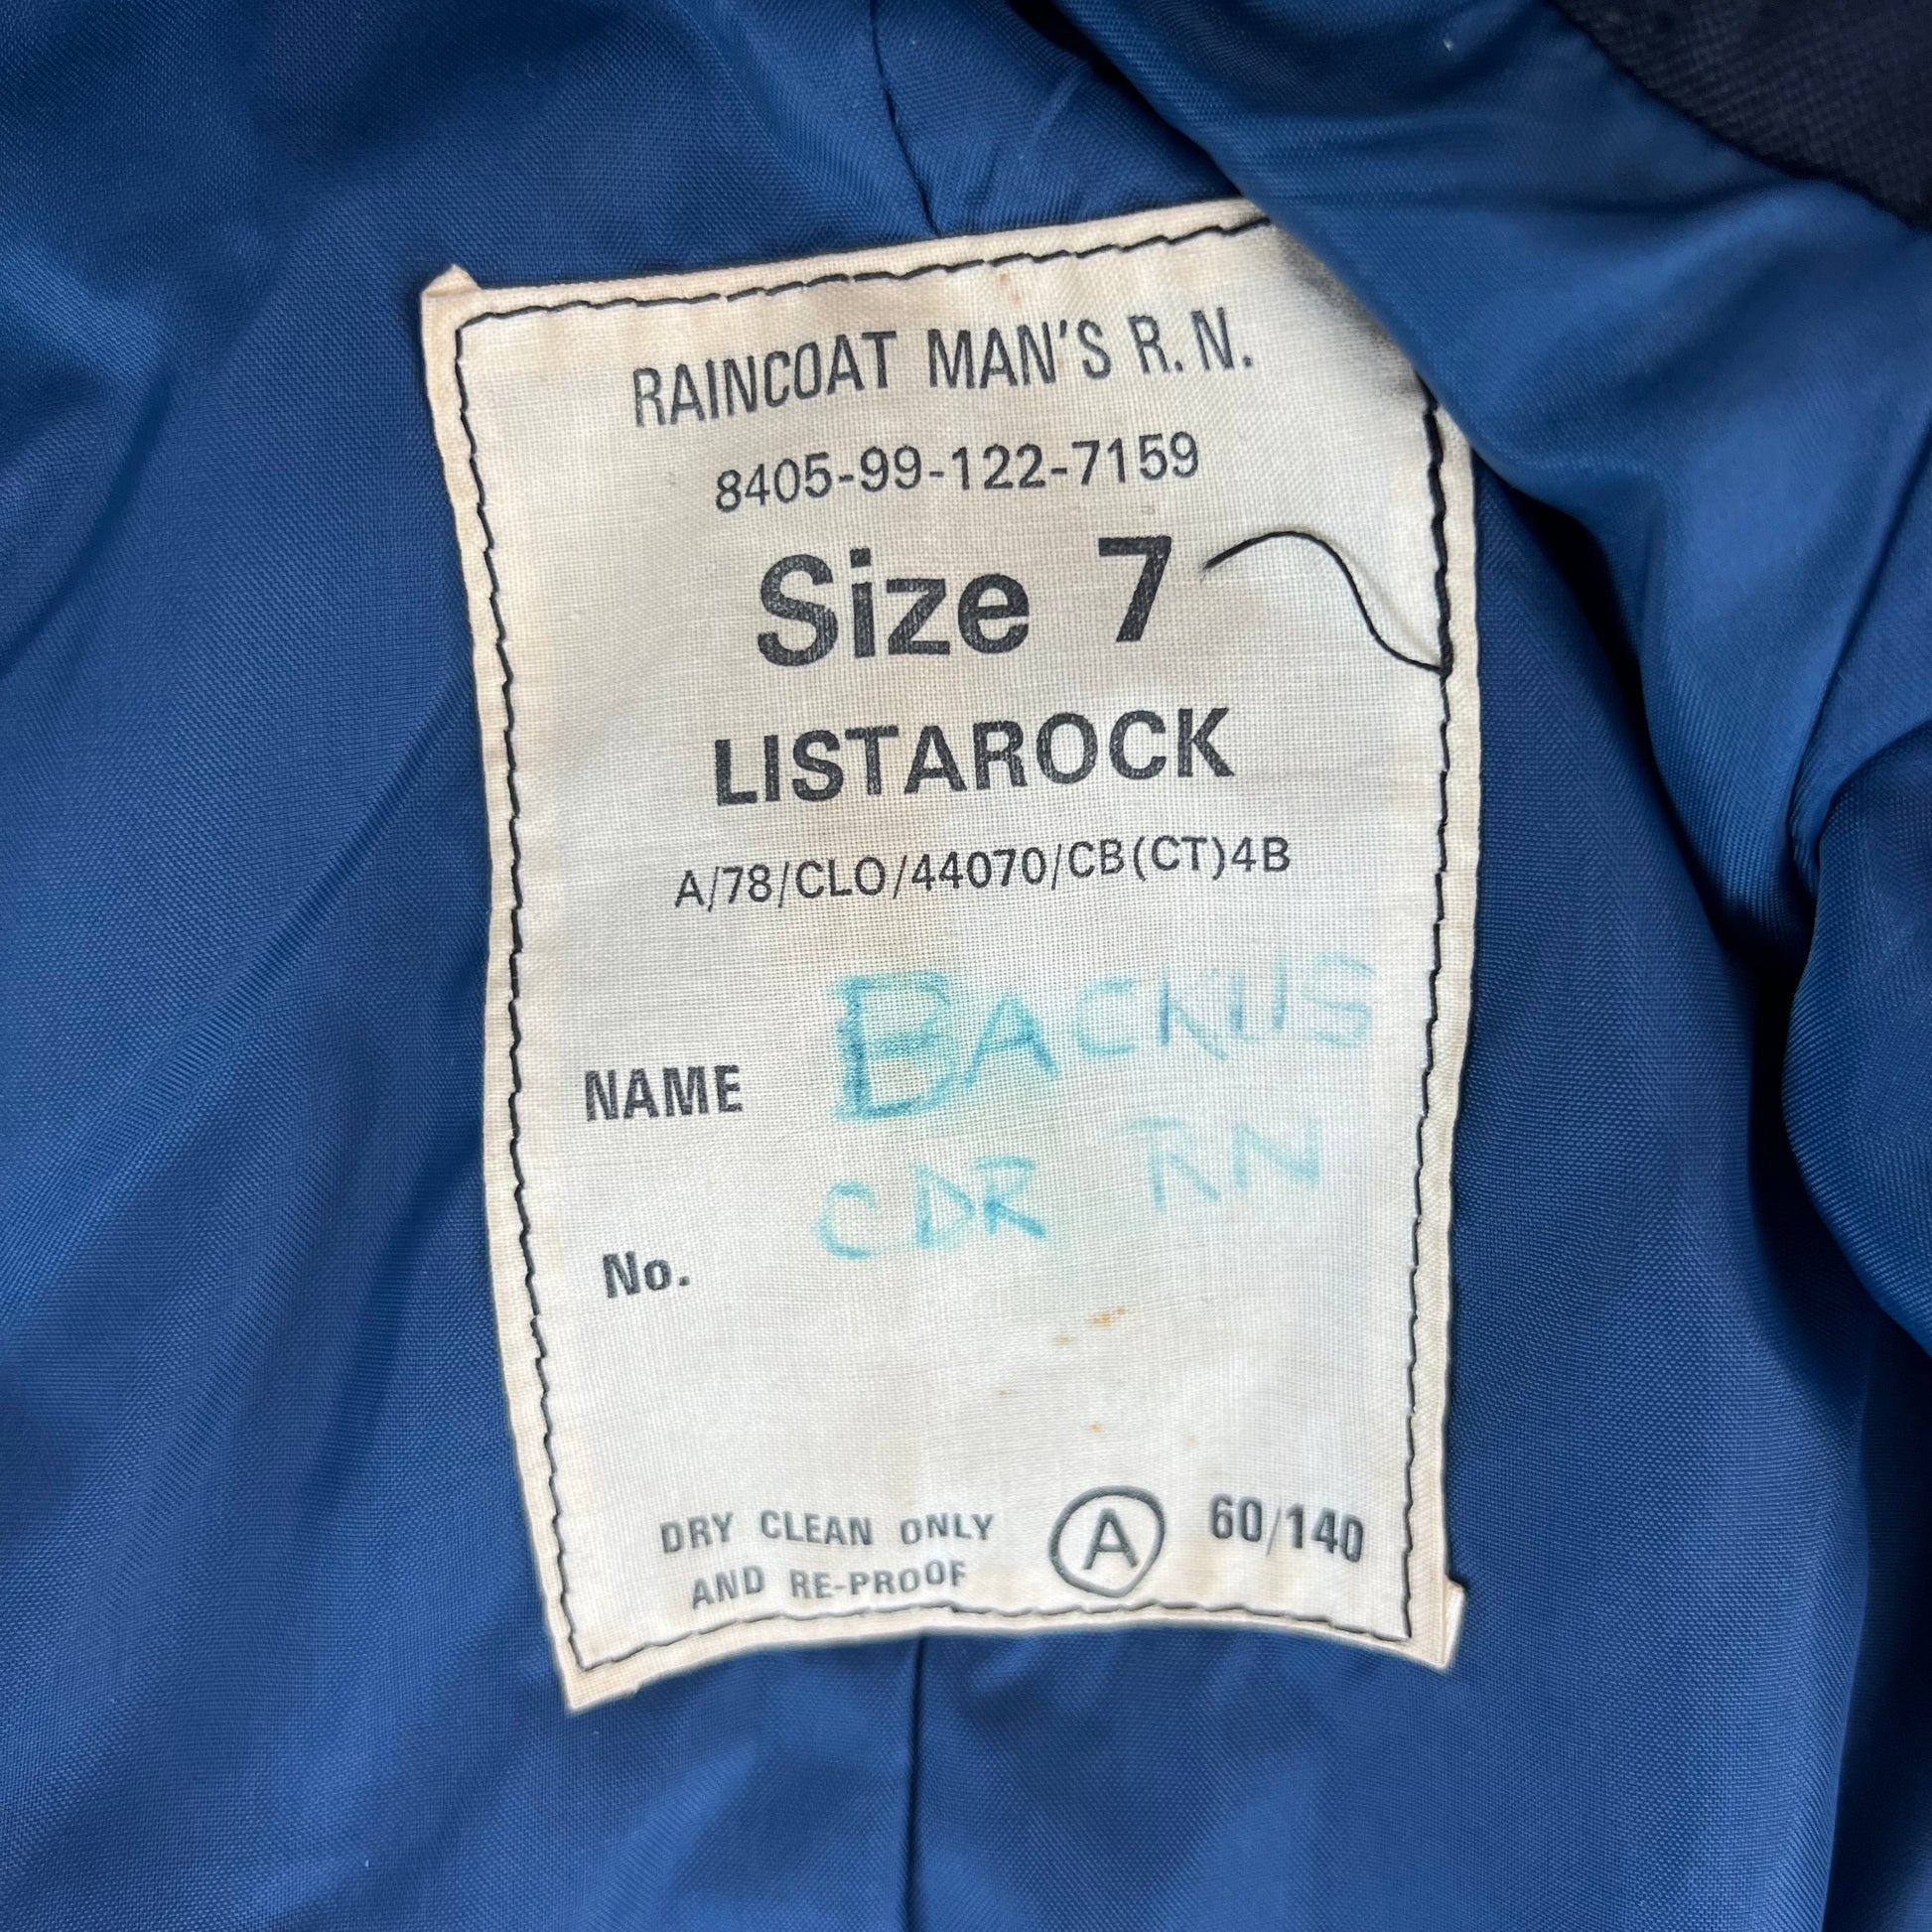 RAINCOAT MAN'S R. N.
8405-99-122-7159
Size 7
LISTAROCK
A/78/CLO/44070/CB(CT)4B
NAME BACKUS
CDR RN
No.
DRY CLEAN ONLY
AND RE-PROOF
A 60/140